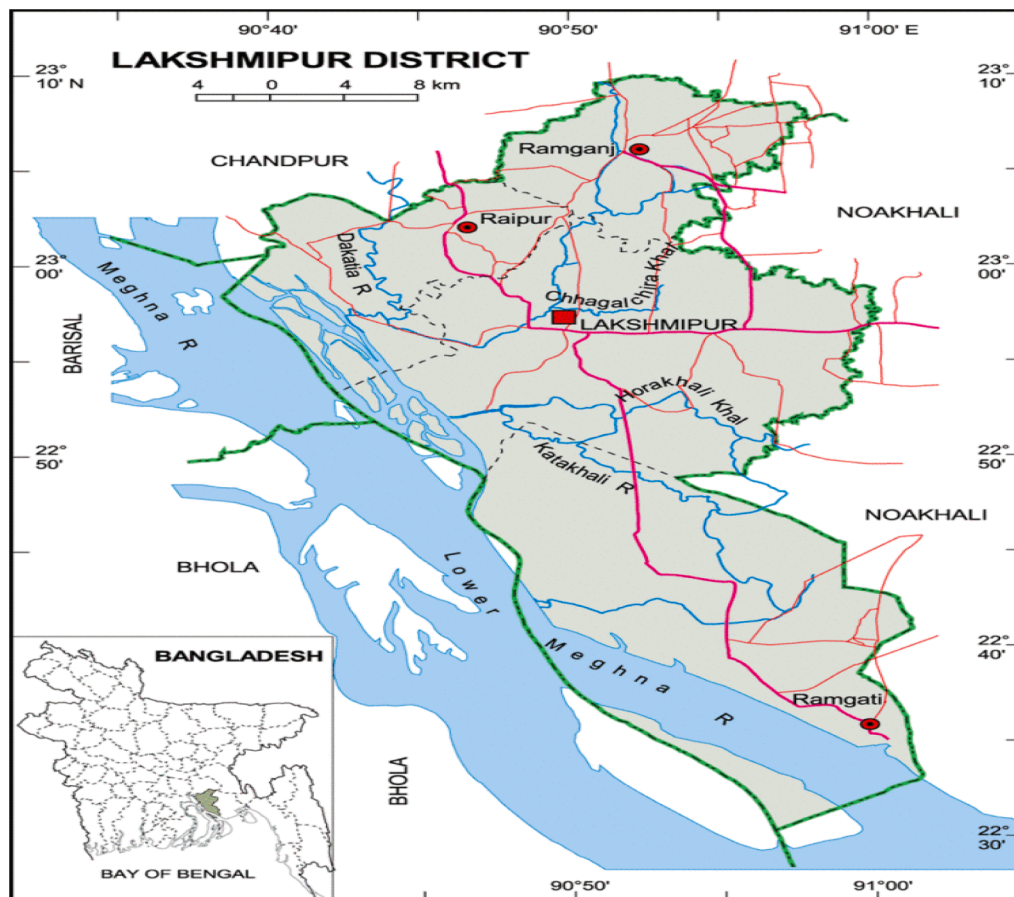 90°40'
90°50'
91°00' E
LAKSHMIPUR DISTRICT
23°
10' N
23°
10'
4 0 4 8 km
CHANDPUR
Ramganj
NOAKHALI
Raipur
Dakatia R
23°
00'
23°
00'
Meghna R
Chhagalchira Khal
LAKSHMIPUR
BARISAL
Horakhali Khal
22°
50'
22°
50'
Katakhali R
NOAKHALI
BHOLA
Lower Meghna R
22°
40'
BANGLADESH
Ramgati
BHOLA
22°
30'
BAY OF BENGAL
90°50'
91°00'